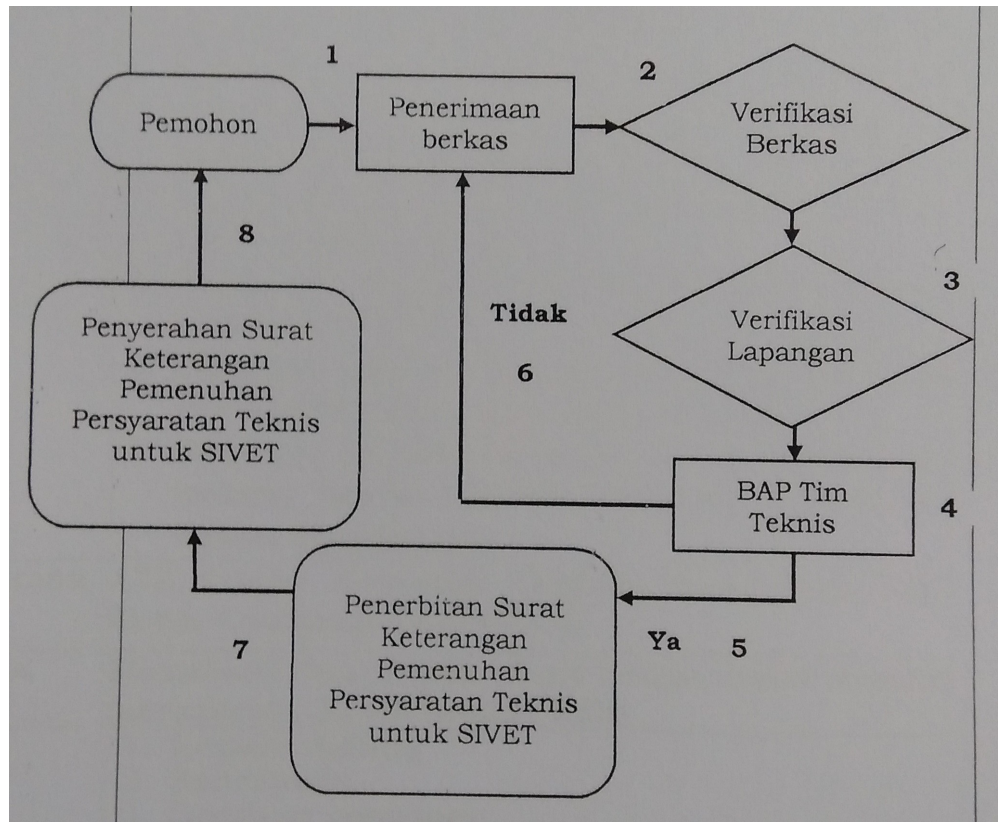 1
Pemohon
Penerimaan
berkas
2
Verifikasi
Berkas
3
Verifikasi
Lapangan
4
BAP Tim
Teknis
Tidak
6
Ya
5
Penerbitan Surat
Keterangan
Pemenuhan
Persyaratan Teknis
untuk SIVET
7
Penyerahan Surat
Keterangan
Pemenuhan
Persyaratan Teknis
untuk SIVET
8